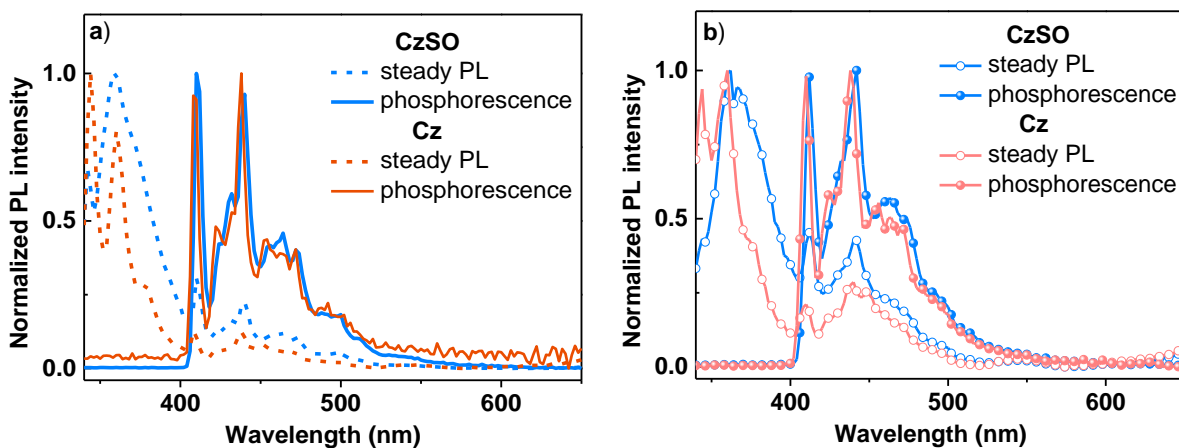 a)
CzSO
steady PL
phosphorescence
Cz
steady PL
phosphorescence
Normalized PL intensity
1.0
0.5
0.0
400
500
600
Wavelength (nm)
b)
CzSO
steady PL
phosphorescence
Cz
steady PL
phosphorescence
Normalized PL intensity
1.0
0.5
0.0
400
500
600
Wavelength (nm)